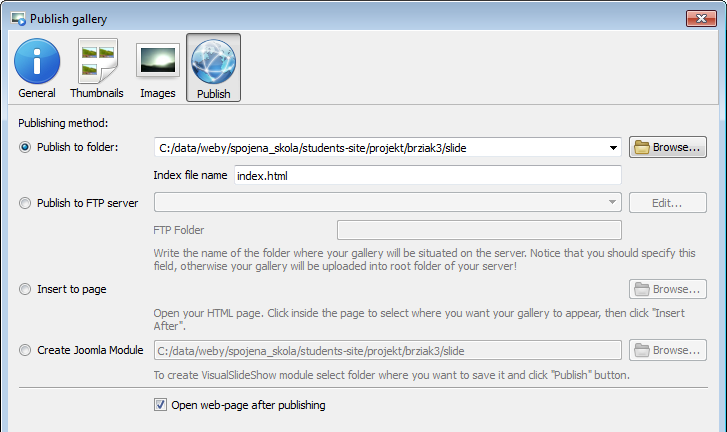 Publish gallery
General Thumbnails Images Publish
Publishing method:
Publish to folder: C:/data/weby/spojena_skola/students-site/projekt/brziak3/slide Browse...
Index file name index.html
Publish to FTP server Edit...
FTP Folder
Write the name of the folder where your gallery will be situated on the server. Notice that you should specify this
field, otherwise your gallery will be uploaded into root folder of your server!
Insert to page Browse...
Open your HTML page. Click inside the page to select where you want your gallery to appear, then click "Insert
After".
Create Joomla Module C:/data/weby/spojena_skola/students-site/projekt/brziak3/slide Browse...
To create VisualSlideShow module select folder where you want to save it and click "Publish" button.
Open web-page after publishing